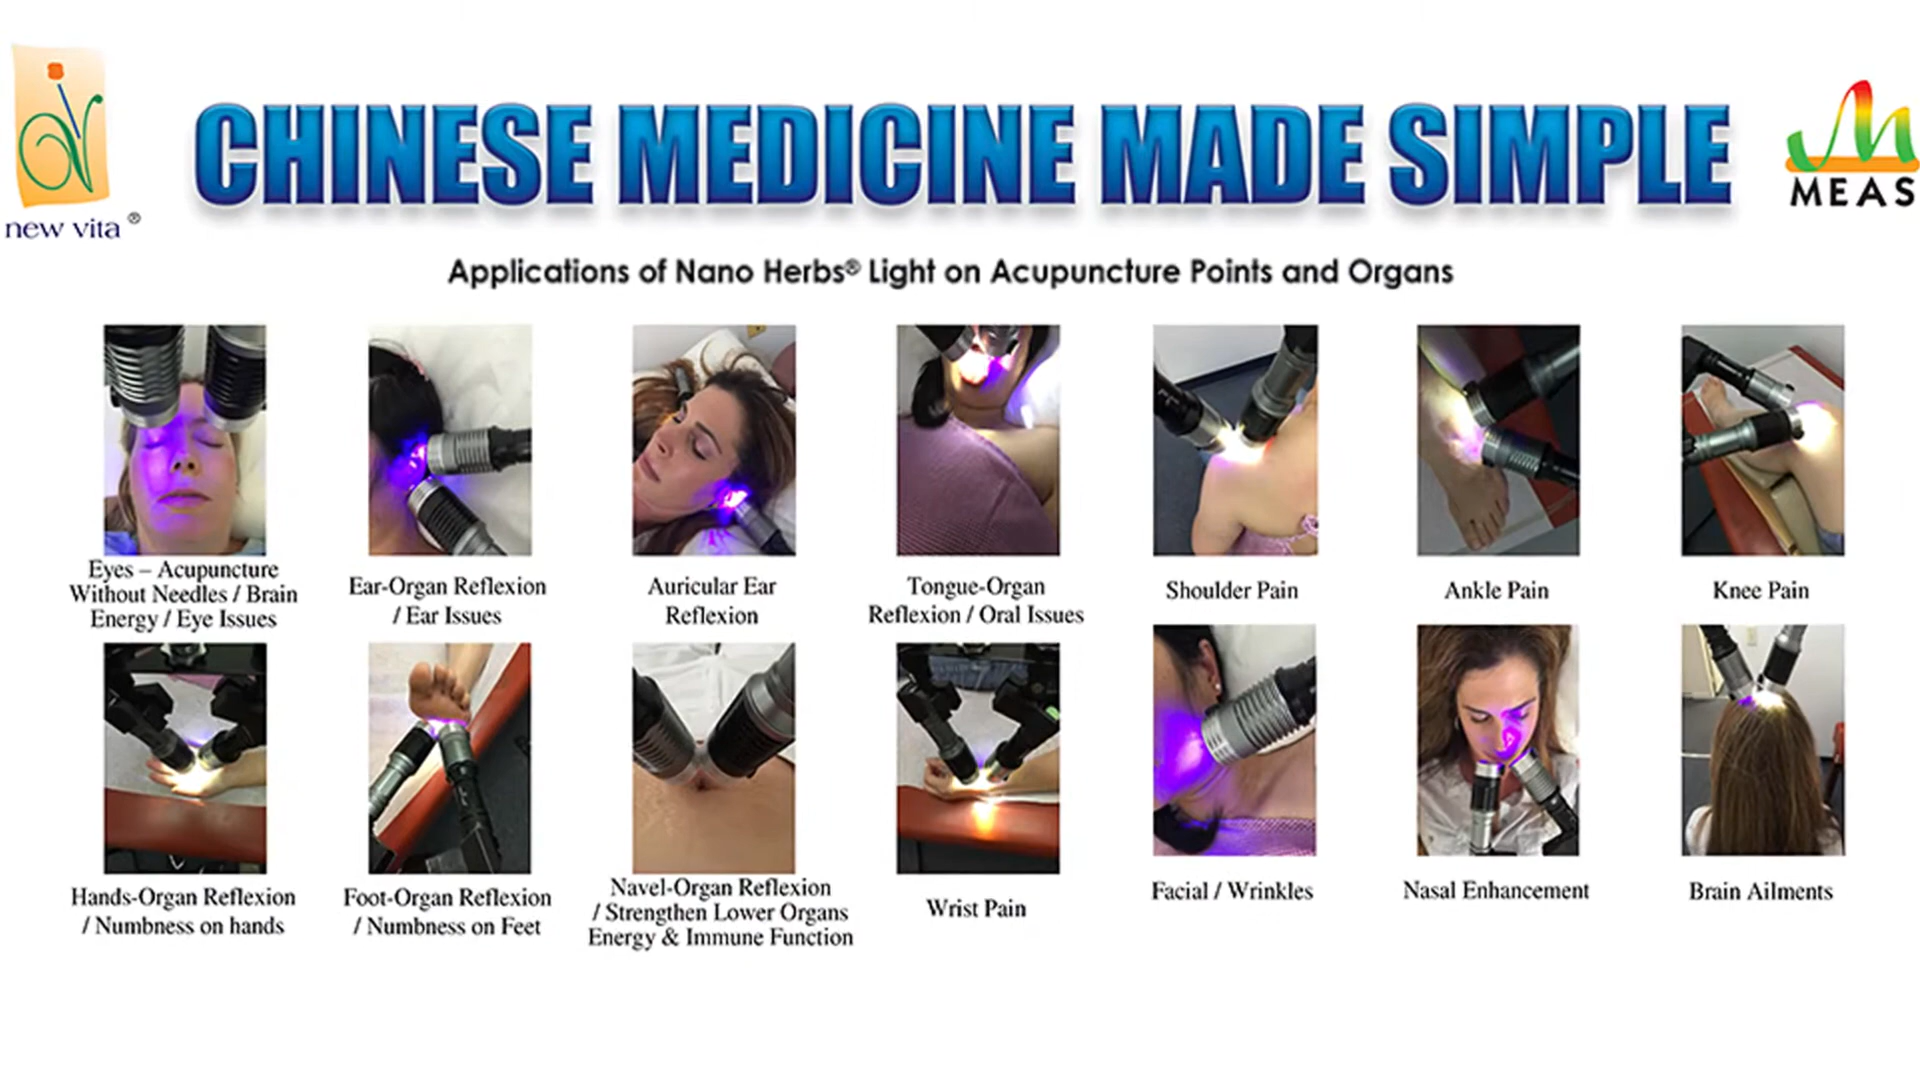 new vita ®
CHINESE MEDICINE MADE SIMPLE
MEAS
Applications of Nano Herbs® Light on Acupuncture Points and Organs
Eyes – Acupuncture
Without Needles / Brain
Energy / Eye Issues
Ear-Organ Reflexion
/ Ear Issues
Auricular Ear
Reflexion
Tongue-Organ
Reflexion / Oral Issues
Shoulder Pain
Ankle Pain
Knee Pain
Hands-Organ Reflexion
/ Numbness on hands
Foot-Organ Reflexion
/ Numbness on Feet
Navel-Organ Reflexion
/ Strengthen Lower Organs
Energy & Immune Function
Wrist Pain
Facial / Wrinkles
Nasal Enhancement
Brain Ailments